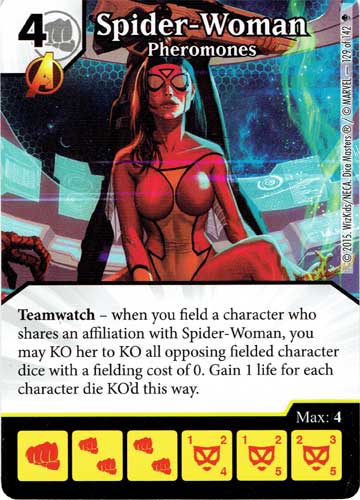 4
Spider-Woman
Pheromones
©2015. WizKids/NECA. Dice Masters ® / © MARVEL — 129 of 142
Teamwatch – when you field a character who
shares an affiliation with Spider-Woman, you
may KO her to KO all opposing fielded character
dice with a fielding cost of 0. Gain 1 life for each
character die KO'd this way.
Max: 4
1 2 4
1 2 5
2 3 5